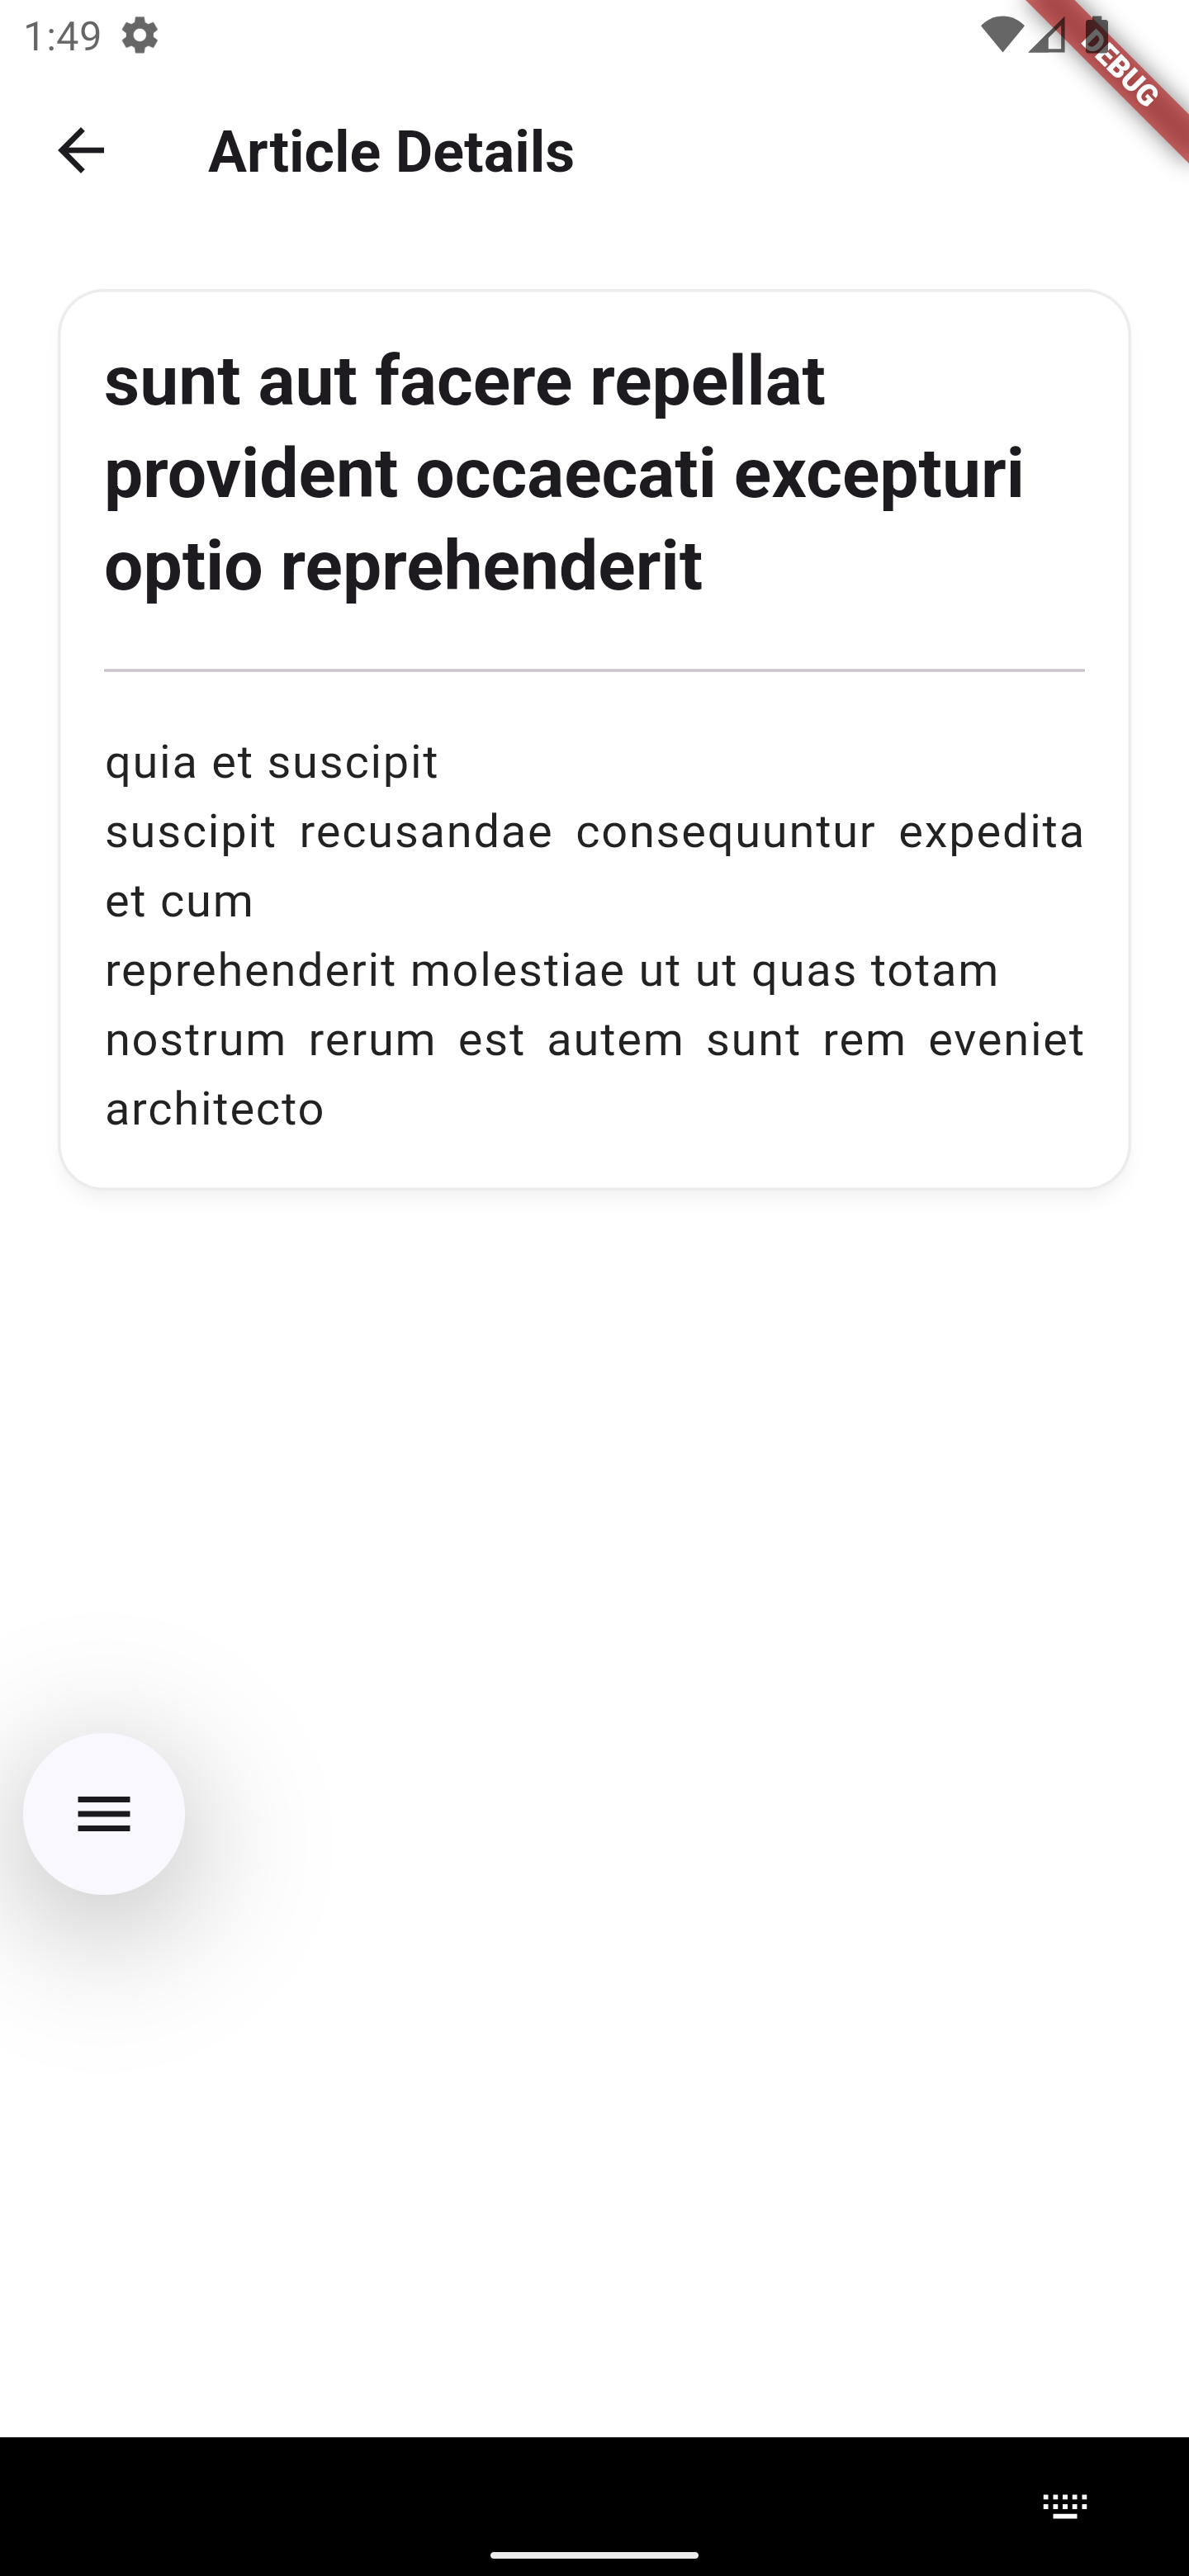 1:49
DEBUG
Article Details
sunt aut facere repellat
provident occaecati excepturi
optio reprehenderit
quia et suscipit
suscipit recusandae consequuntur expedita
et cum
reprehenderit molestiae ut ut quas totam
nostrum rerum est autem sunt rem eveniet
architecto